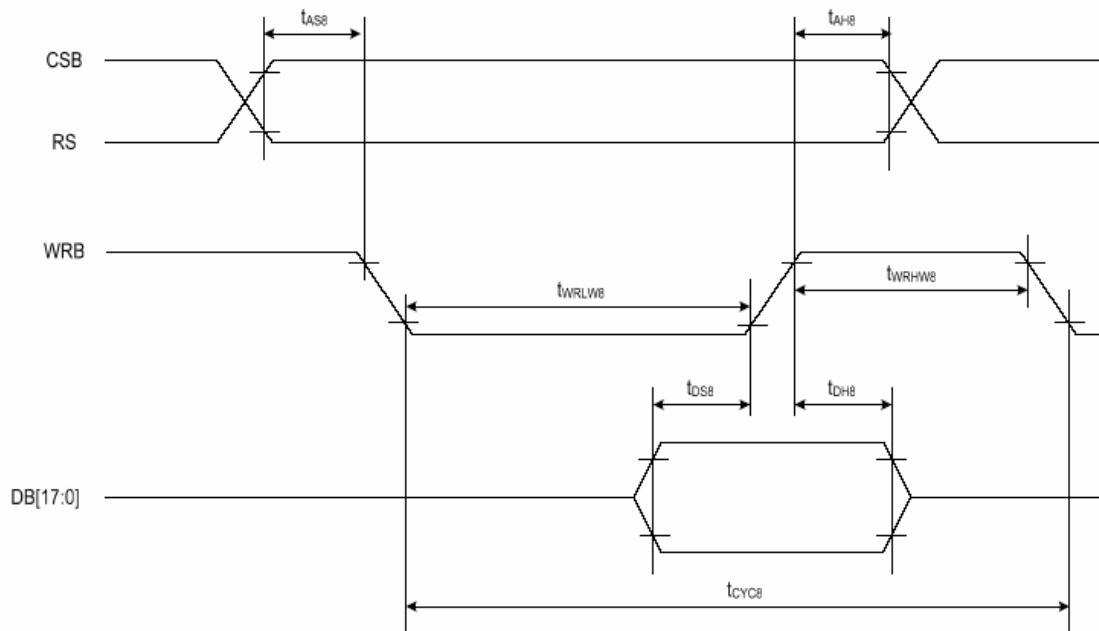 tAS8
tAH8
CSB
RS
WRB
tWRLW8
tWRHW8
tDS8
tDH8
DB[17:0]
tCYC8